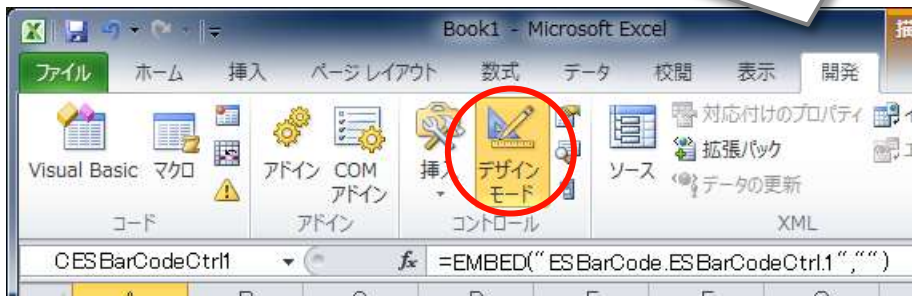 Book1 - Microsoft Excel
描
ファイル ホーム 挿入 ページ レイアウト 数式 データ 校閲 表示 開発
Visual Basic マクロ アドイン COM アドイン 挿入 デザイン モード ソース 対応付けのプロパティ
拡張パック
データの更新
コード アドイン コントロール XML
CESBarCodeCtrl1 fx =EMBED("ESBarCode.ESBarCodeCtrl.1","")